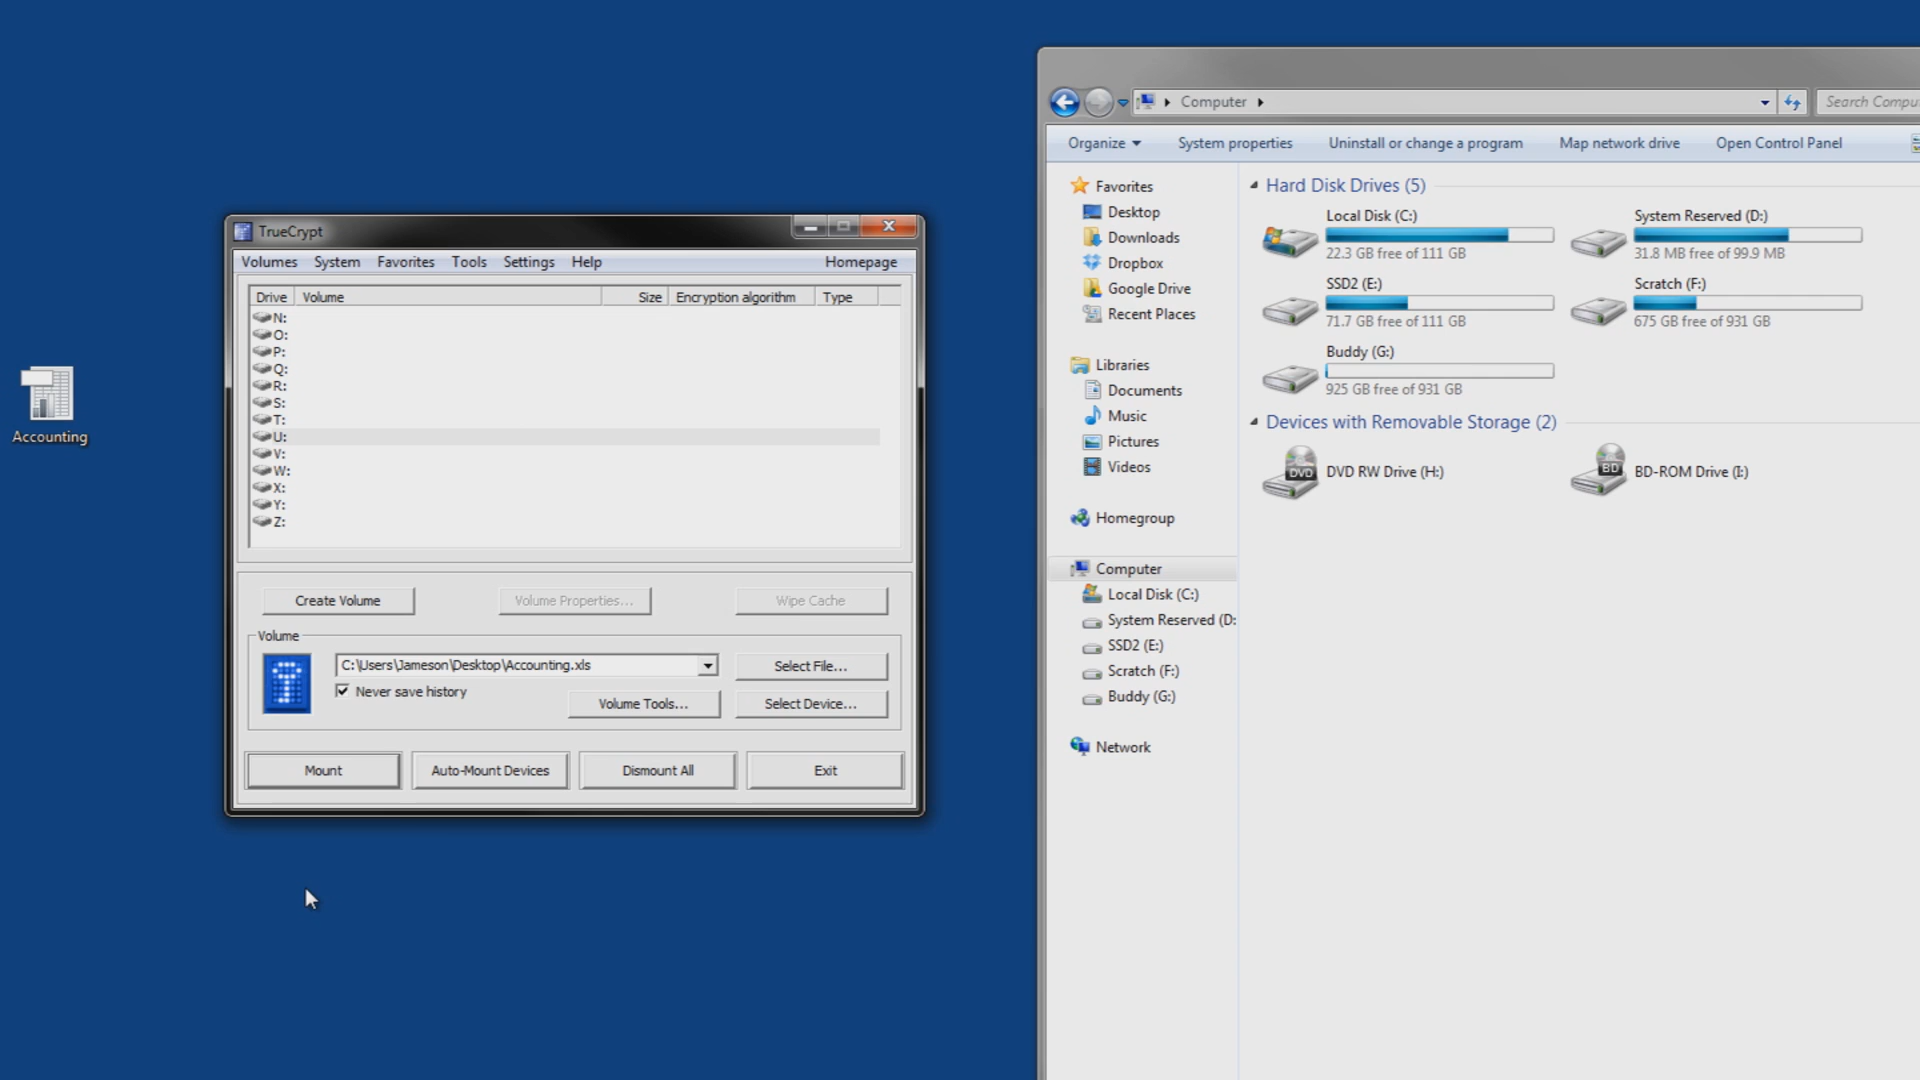 Accounting
TrueCrypt
Volumes System Favorites Tools Settings Help Homepage
Drive Volume Size Encryption algorithm Type
N:
O:
P:
Q:
R:
S:
T:
U:
V:
W:
X:
Y:
Z:
Create Volume Volume Properties... Wipe Cache
Volume
C:\Users\Jameson\Desktop\Accounting.xls Select File...
Never save history
Volume Tools... Select Device...
Mount Auto-Mount Devices Dismount All Exit
Computer Search Compu
Organize System properties Uninstall or change a program Map network drive Open Control Panel
Favorites
Desktop
Downloads
Dropbox
Google Drive
Recent Places
Libraries
Documents
Music
Pictures
Videos
Homegroup
Computer
Local Disk (C:)
System Reserved (D:
SSD2 (E:)
Scratch (F:)
Buddy (G:)
Network
Hard Disk Drives (5)
Local Disk (C:)
22.3 GB free of 111 GB
System Reserved (D:)
31.8 MB free of 99.9 MB
SSD2 (E:)
71.7 GB free of 111 GB
Scratch (F:)
675 GB free of 931 GB
Buddy (G:)
925 GB free of 931 GB
Devices with Removable Storage (2)
DVD DVD RW Drive (H:)
BD BD-ROM Drive (I:)